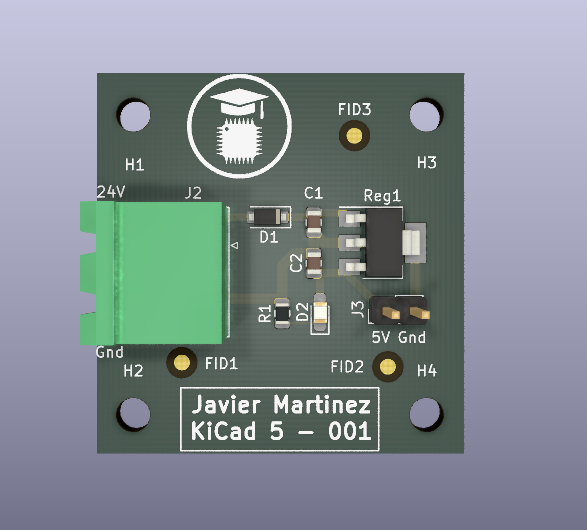 FID3
H1
H3
24V
J2
C1
Reg1
D1
C2
R1
D2
J3
5V Gnd
Gnd
H2
FID1
FID2
H4
Javier Martinez
KiCad 5 - 001